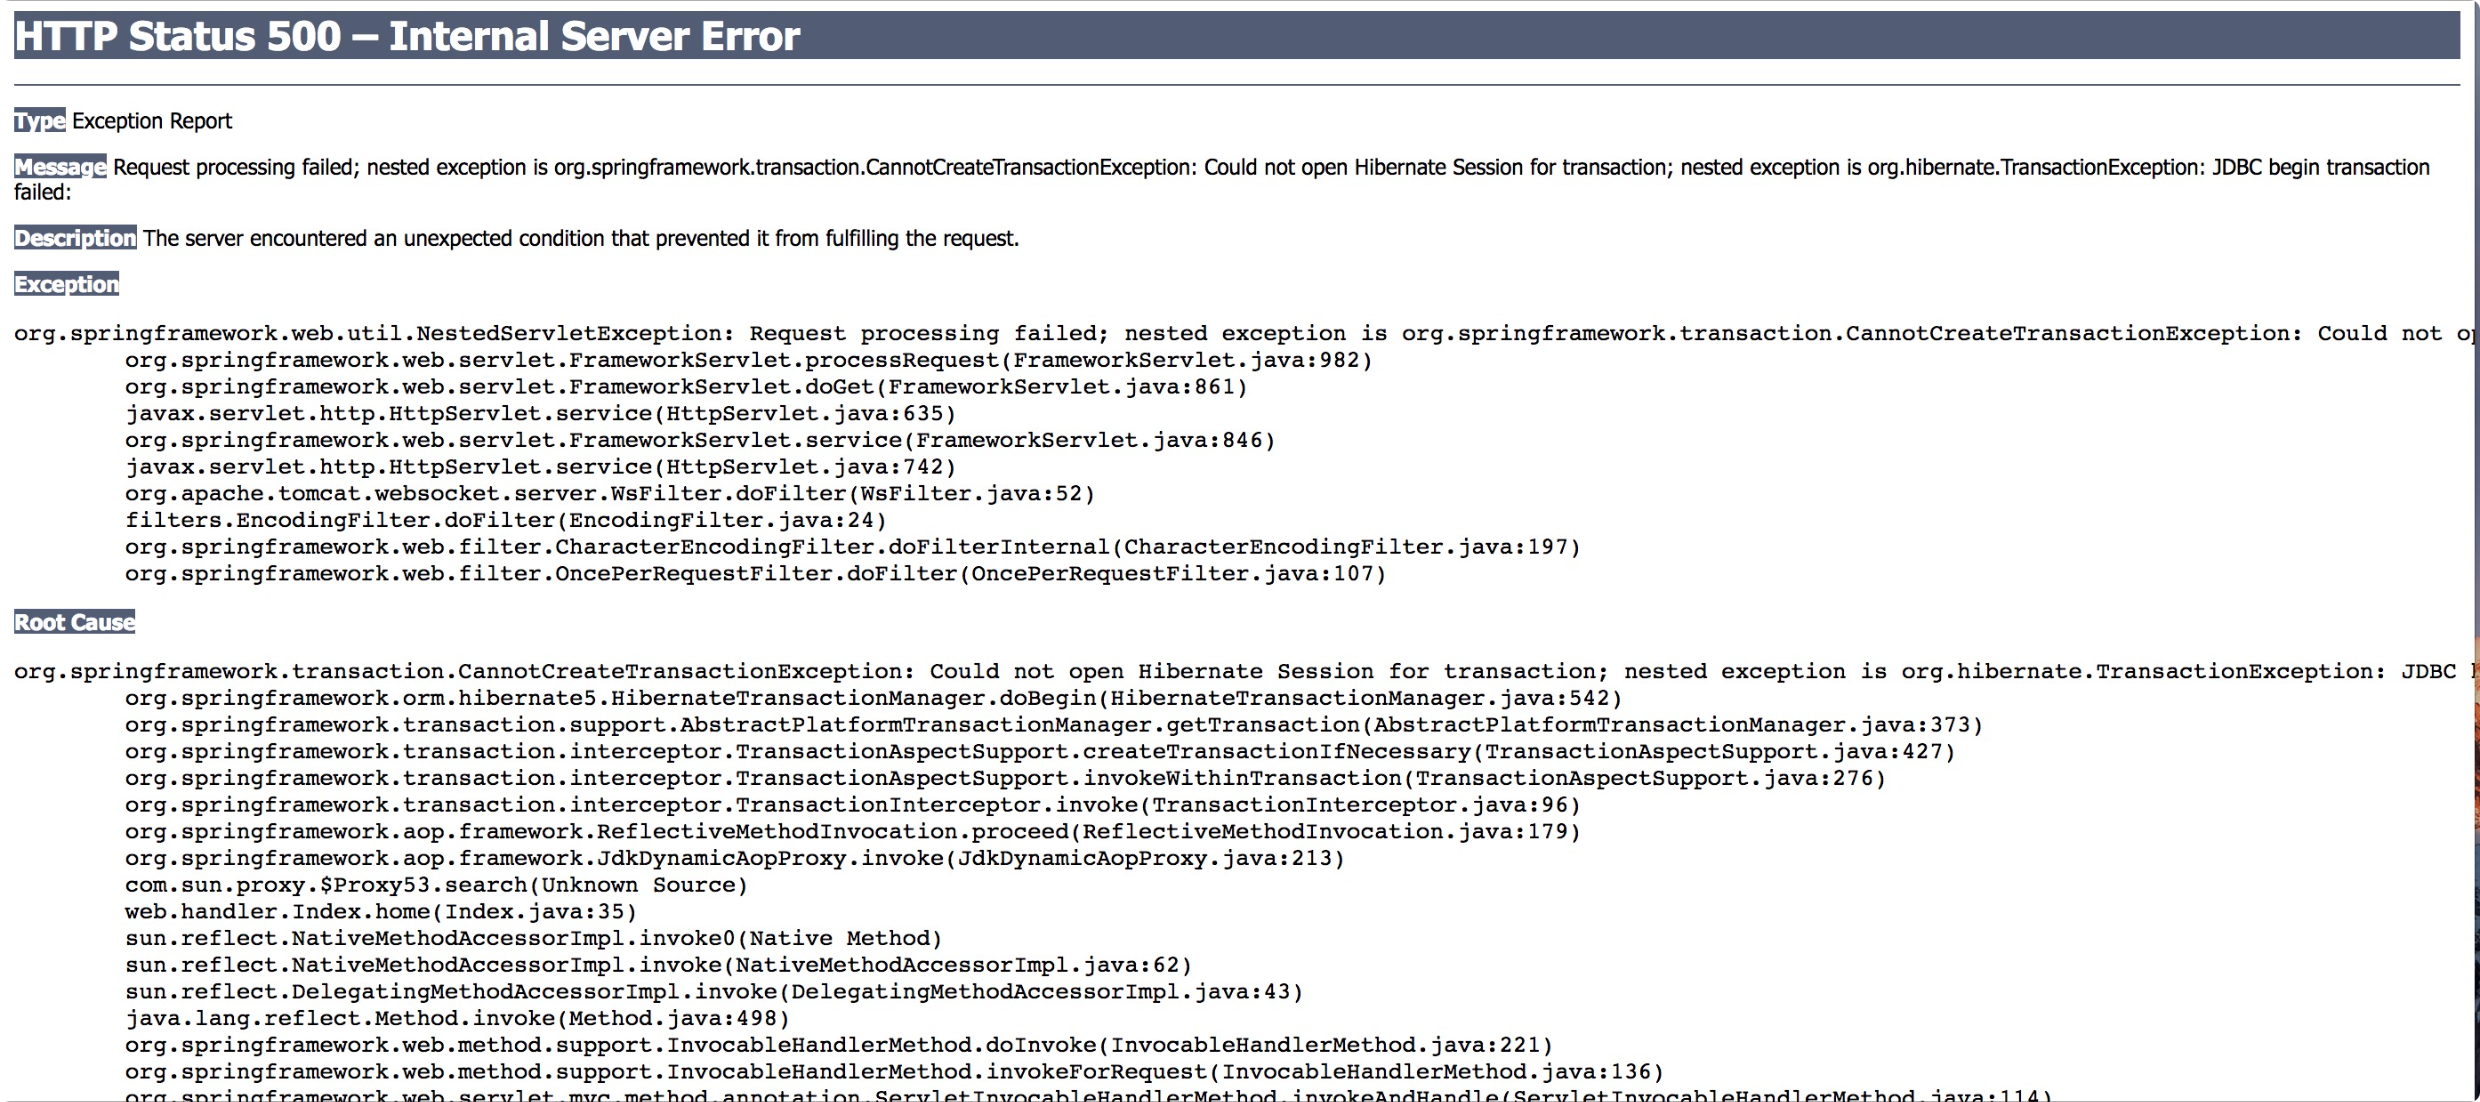 HTTP Status 500 – Internal Server Error
Type Exception Report
Message Request processing failed; nested exception is org.springframework.transaction.CannotCreateTransactionException: Could not open Hibernate Session for transaction; nested exception is org.hibernate.TransactionException: JDBC begin transaction
failed:
Description The server encountered an unexpected condition that prevented it from fulfilling the request.
Exception
org.springframework.web.util.NestedServletException: Request processing failed; nested exception is org.springframework.transaction.CannotCreateTransactionException: Could not
org.springframework.web.servlet.FrameworkServlet.processRequest(FrameworkServlet.java:982)
org.springframework.web.servlet.FrameworkServlet.doGet(FrameworkServlet.java:861)
javax.servlet.http.HttpServlet.service(HttpServlet.java:635)
org.springframework.web.servlet.FrameworkServlet.service(FrameworkServlet.java:846)
javax.servlet.http.HttpServlet.service(HttpServlet.java:742)
org.apache.tomcat.websocket.server.WsFilter.doFilter(WsFilter.java:52)
filters.EncodingFilter.doFilter(EncodingFilter.java:24)
org.springframework.web.filter.CharacterEncodingFilter.doFilterInternal(CharacterEncodingFilter.java:197)
org.springframework.web.filter.OncePerRequestFilter.doFilter(OncePerRequestFilter.java:107)
Root Cause
org.springframework.transaction.CannotCreateTransactionException: Could not open Hibernate Session for transaction; nested exception is org.hibernate.TransactionException: JDBC
org.springframework.orm.hibernate5.HibernateTransactionManager.doBegin(HibernateTransactionManager.java:542)
org.springframework.transaction.support.AbstractPlatformTransactionManager.getTransaction(AbstractPlatformTransactionManager.java:373)
org.springframework.transaction.interceptor.TransactionAspectSupport.createTransactionIfNecessary(TransactionAspectSupport.java:427)
org.springframework.transaction.interceptor.TransactionAspectSupport.invokeWithinTransaction(TransactionAspectSupport.java:276)
org.springframework.transaction.interceptor.TransactionInterceptor.invoke(TransactionInterceptor.java:96)
org.springframework.aop.framework.ReflectiveMethodInvocation.proceed(ReflectiveMethodInvocation.java:179)
org.springframework.aop.framework.JdkDynamicAopProxy.invoke(JdkDynamicAopProxy.java:213)
com.sun.proxy.$Proxy53.search(Unknown Source)
web.handler.Index.home(Index.java:35)
sun.reflect.NativeMethodAccessorImpl.invoke0(Native Method)
sun.reflect.NativeMethodAccessorImpl.invoke(NativeMethodAccessorImpl.java:62)
sun.reflect.DelegatingMethodAccessorImpl.invoke(DelegatingMethodAccessorImpl.java:43)
java.lang.reflect.Method.invoke(Method.java:498)
org.springframework.web.method.support.InvocableHandlerMethod.doInvoke(InvocableHandlerMethod.java:221)
org.springframework.web.method.support.InvocableHandlerMethod.invokeForRequest(InvocableHandlerMethod.java:136)
org.springframework.web.servlet.mvc.method.annotation.ServletInvocableHandlerMethod.invokeAndHandle(ServletInvocableHandlerMethod.java:114)